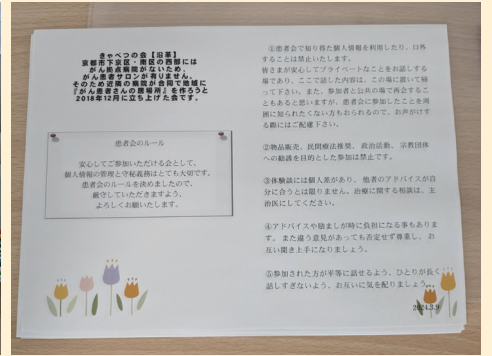 きゃべつの会【沿革】
京都市下京区・南区の西部には
がん拠点病院がないため、
がん患者サロンが有りません。
そのため近隣の病院が合同で地域に
『がん患者さんの居場所』を作ろうと
2018年12月に立ち上げた会です。
患者会のルール
安心してご参加いただける会として、
個人情報の管理と守秘義務はとても大切です。
患者会のルールを決めましたので、
厳守していただきますよう、
よろしくお願いします。
①患者会で知り得た個人情報を利用したり、口外
することは禁止いたします。
皆さまが安心してプライベートなことをお話しする
場であり、ここで話した内容は、この場に置いて帰
って下さい。また、参加者と公共の場で再会するこ
ともあると思いますが、患者会に参加したことを周
囲に知られたくない方もおられるので、お声がけす
る際にはご配慮下さい。
②物品販売、民間療法推奨、政治活動、宗教団体
への勧誘を目的とした参加は禁止です。
③体験談には個人差があり、他者のアドバイスが自
分に合うとは限りません。治療に関する相談は、主
治医にしてください。
④アドバイスや励ましが時に負担になる事もありま
す。また違う意見があっても否定せず尊重し、お
互い聞き上手になりましょう。
⑤参加された方が平等に話せるよう、ひとりが長く
話しすぎないよう、お互いに気を配りましょう。
2024.3.9